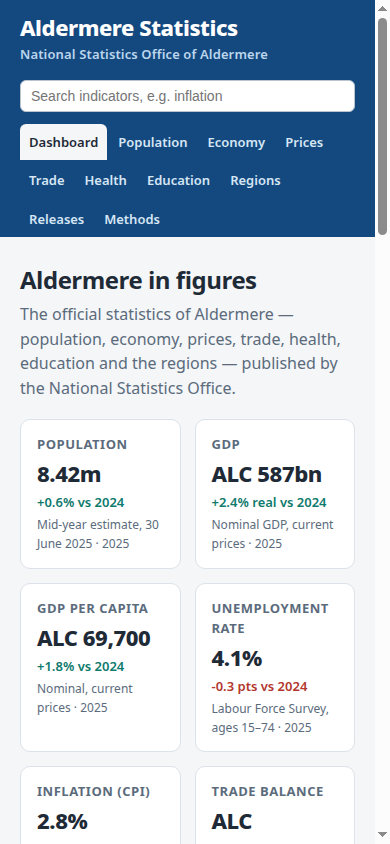 Aldermere Statistics
National Statistics Office of Aldermere
Search indicators, e.g. inflation
Dashboard Population Economy Prices
Trade Health Education Regions
Releases Methods
Aldermere in figures
The official statistics of Aldermere —
population, economy, prices, trade, health,
education and the regions — published by
the National Statistics Office.
POPULATION
8.42m
+0.6% vs 2024
Mid-year estimate, 30
June 2025 · 2025
GDP
ALC 587bn
+2.4% real vs 2024
Nominal GDP, current
prices · 2025
GDP PER CAPITA
ALC 69,700
+1.8% vs 2024
Nominal, current
prices · 2025
UNEMPLOYMENT
RATE
4.1%
-0.3 pts vs 2024
Labour Force Survey,
ages 15–74 · 2025
INFLATION (CPI)
2.8%
TRADE BALANCE
ALC